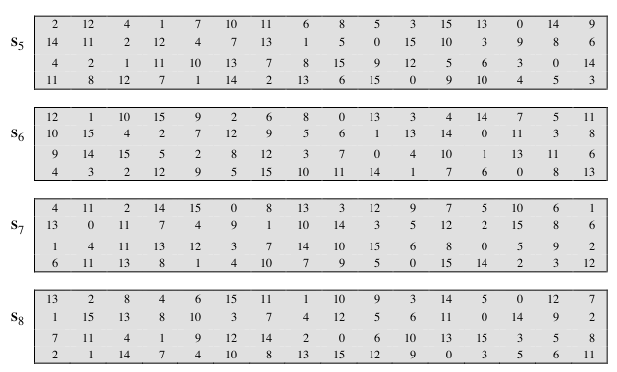 2 12 4 1 7 10 11 6 8 5 3 15 13 0 14 9
S5 14 11 2 12 4 7 13 1 5 0 15 10 3 9 8 6
4 2 1 11 10 13 7 8 15 9 12 5 6 3 0 14
11 8 12 7 1 14 2 13 6 15 0 9 10 4 5 3
12 1 10 15 9 2 6 8 0 13 3 4 14 7 5 11
S6 10 15 4 2 7 12 9 5 6 1 13 14 0 11 3 8
9 14 15 5 2 8 12 3 7 0 4 10 1 13 11 6
4 3 2 12 9 5 15 10 11 14 1 7 6 0 8 13
4 11 2 14 15 0 8 13 3 12 9 7 5 10 6 1
S7 13 0 11 7 4 9 1 10 14 3 5 12 2 15 8 6
1 4 11 13 12 3 7 14 10 15 6 8 0 5 9 2
6 11 13 8 1 4 10 7 9 5 0 15 14 2 3 12
13 2 8 4 6 15 11 1 10 9 3 14 5 0 12 7
S8 1 15 13 8 10 3 7 4 12 5 6 11 0 14 9 2
7 11 4 1 9 12 14 2 0 6 10 13 15 3 5 8
2 1 14 7 4 10 8 13 15 12 9 0 3 5 6 11